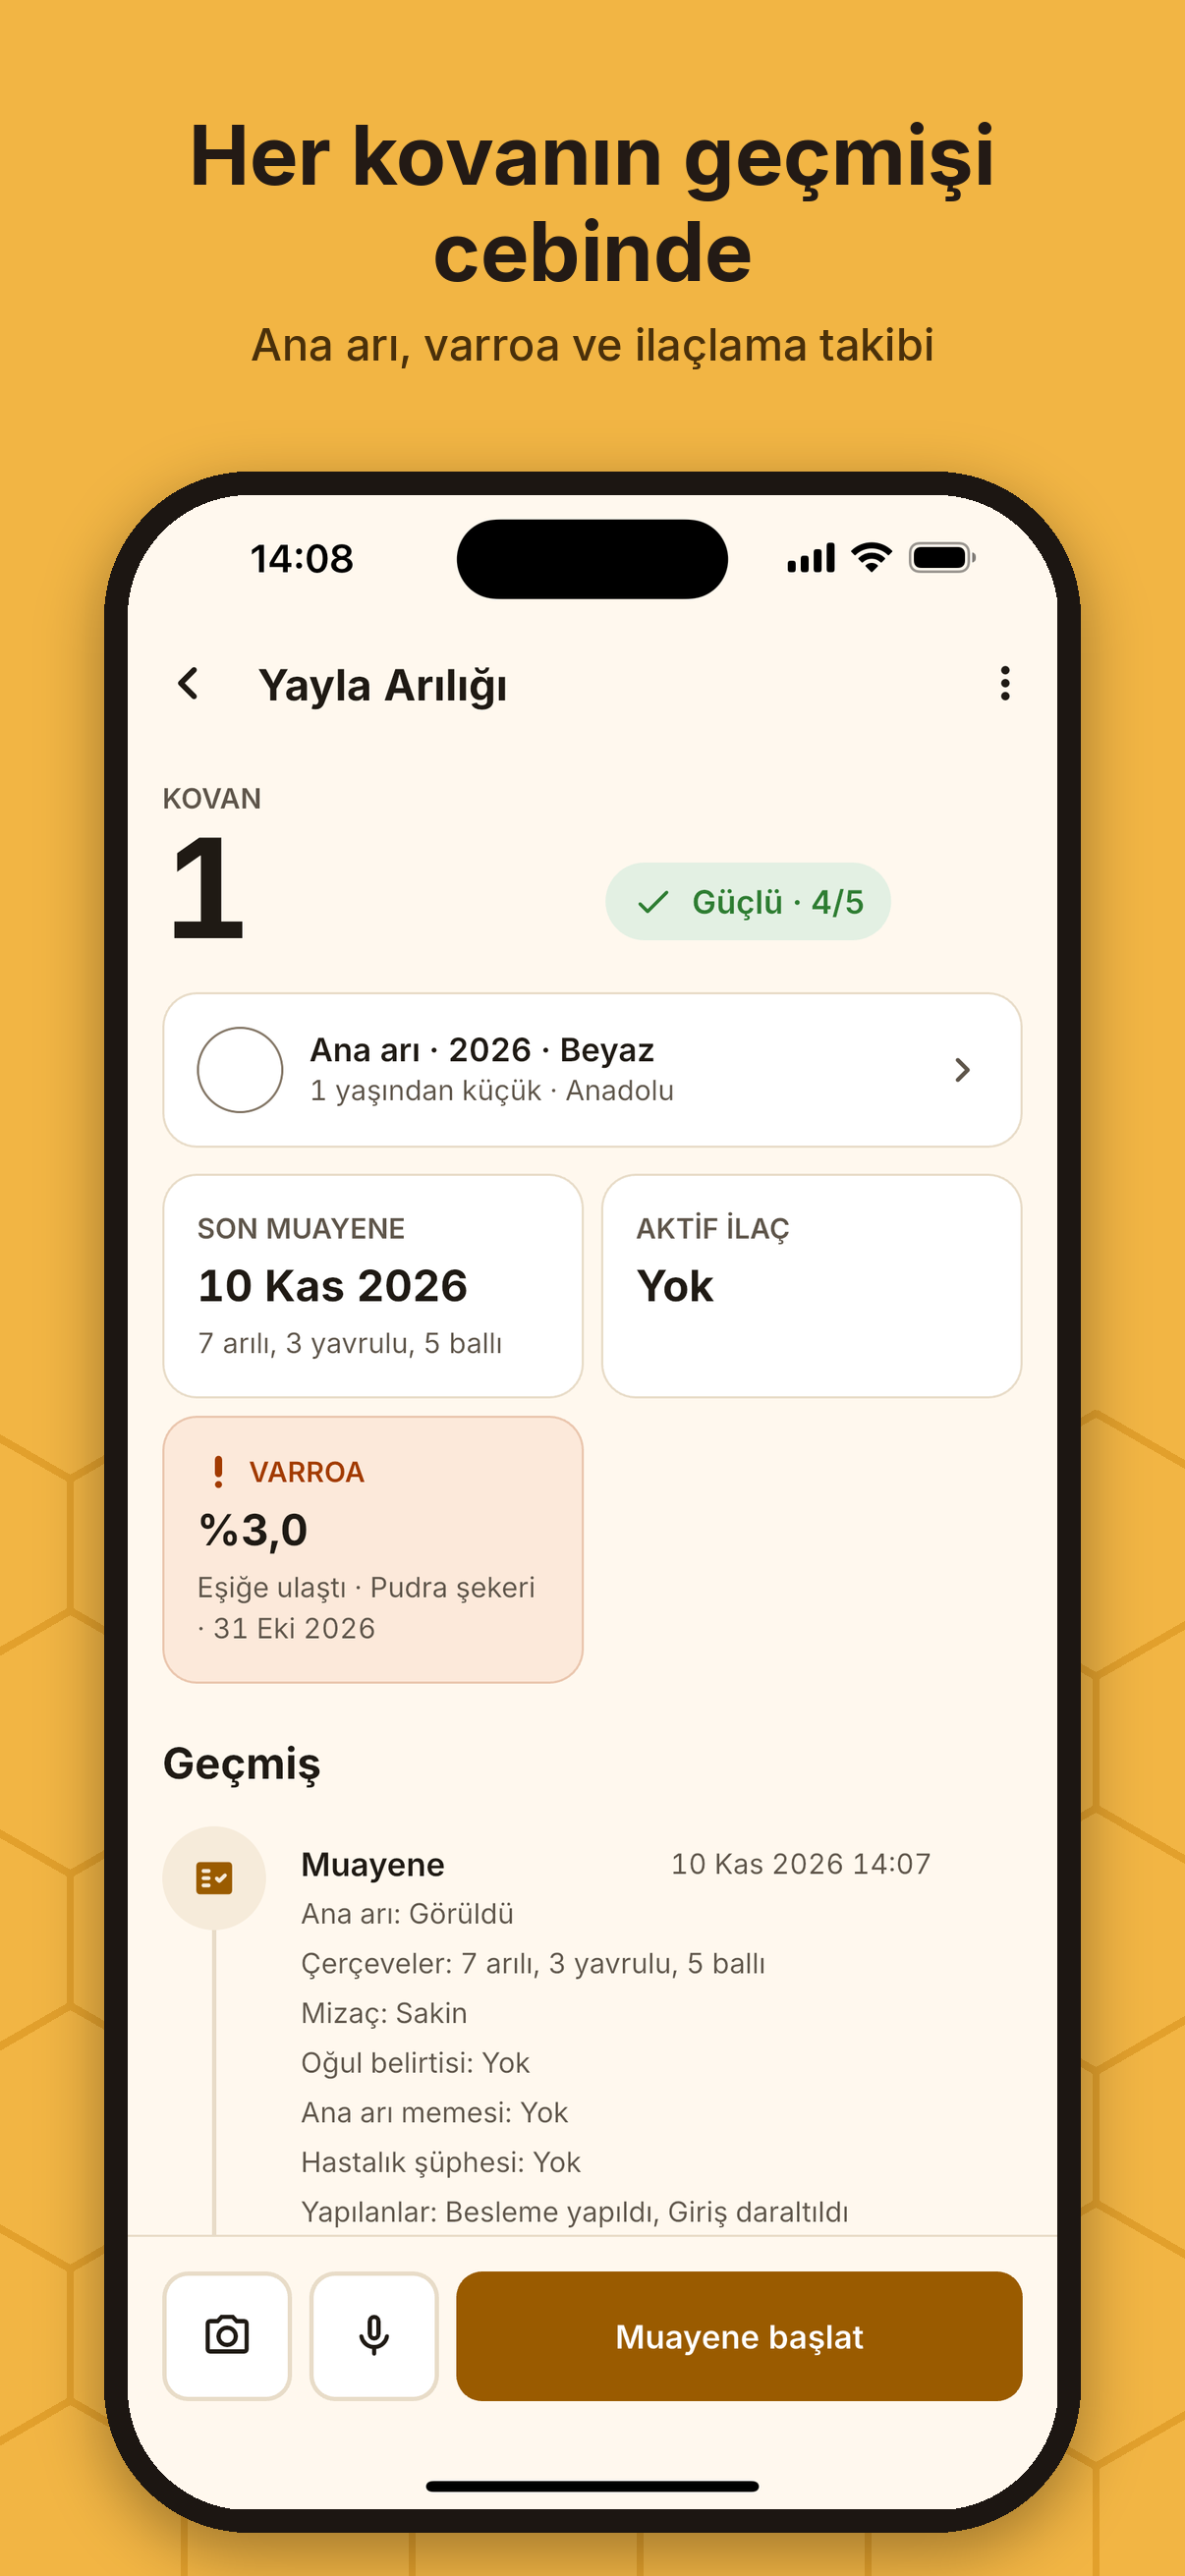 Her kovanın geçmişi
cebinde
Ana arı, varroa ve ilaçlama takibi
14:08
Yayla Arılığı
KOVAN
1
Güçlü · 4/5
Ana arı · 2026 · Beyaz
1 yaşından küçük · Anadolu
SON MUAYENE
10 Kas 2026
7 arılı, 3 yavrulu, 5 ballı
AKTİF İLAÇ
Yok
VARROA
%3,0
Eşiğe ulaştı · Pudra şekeri
· 31 Eki 2026
Geçmiş
Muayene 10 Kas 2026 14:07
Ana arı: Görüldü
Çerçeveler: 7 arılı, 3 yavrulu, 5 ballı
Mizaç: Sakin
Oğul belirtisi: Yok
Ana arı memesi: Yok
Hastalık şüphesi: Yok
Yapılanlar: Besleme yapıldı, Giriş daraltıldı
Muayene başlat